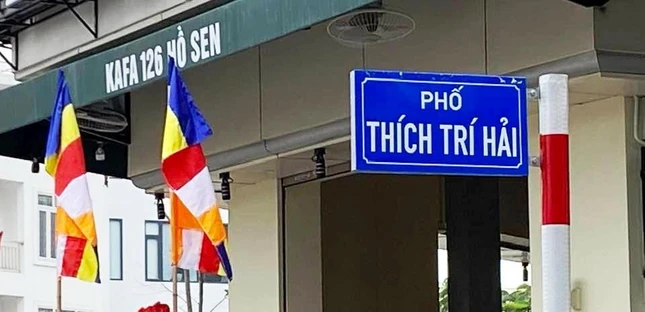 KAFA 126 HỒ SEN
PHỐ
THÍCH TRÍ HẢI